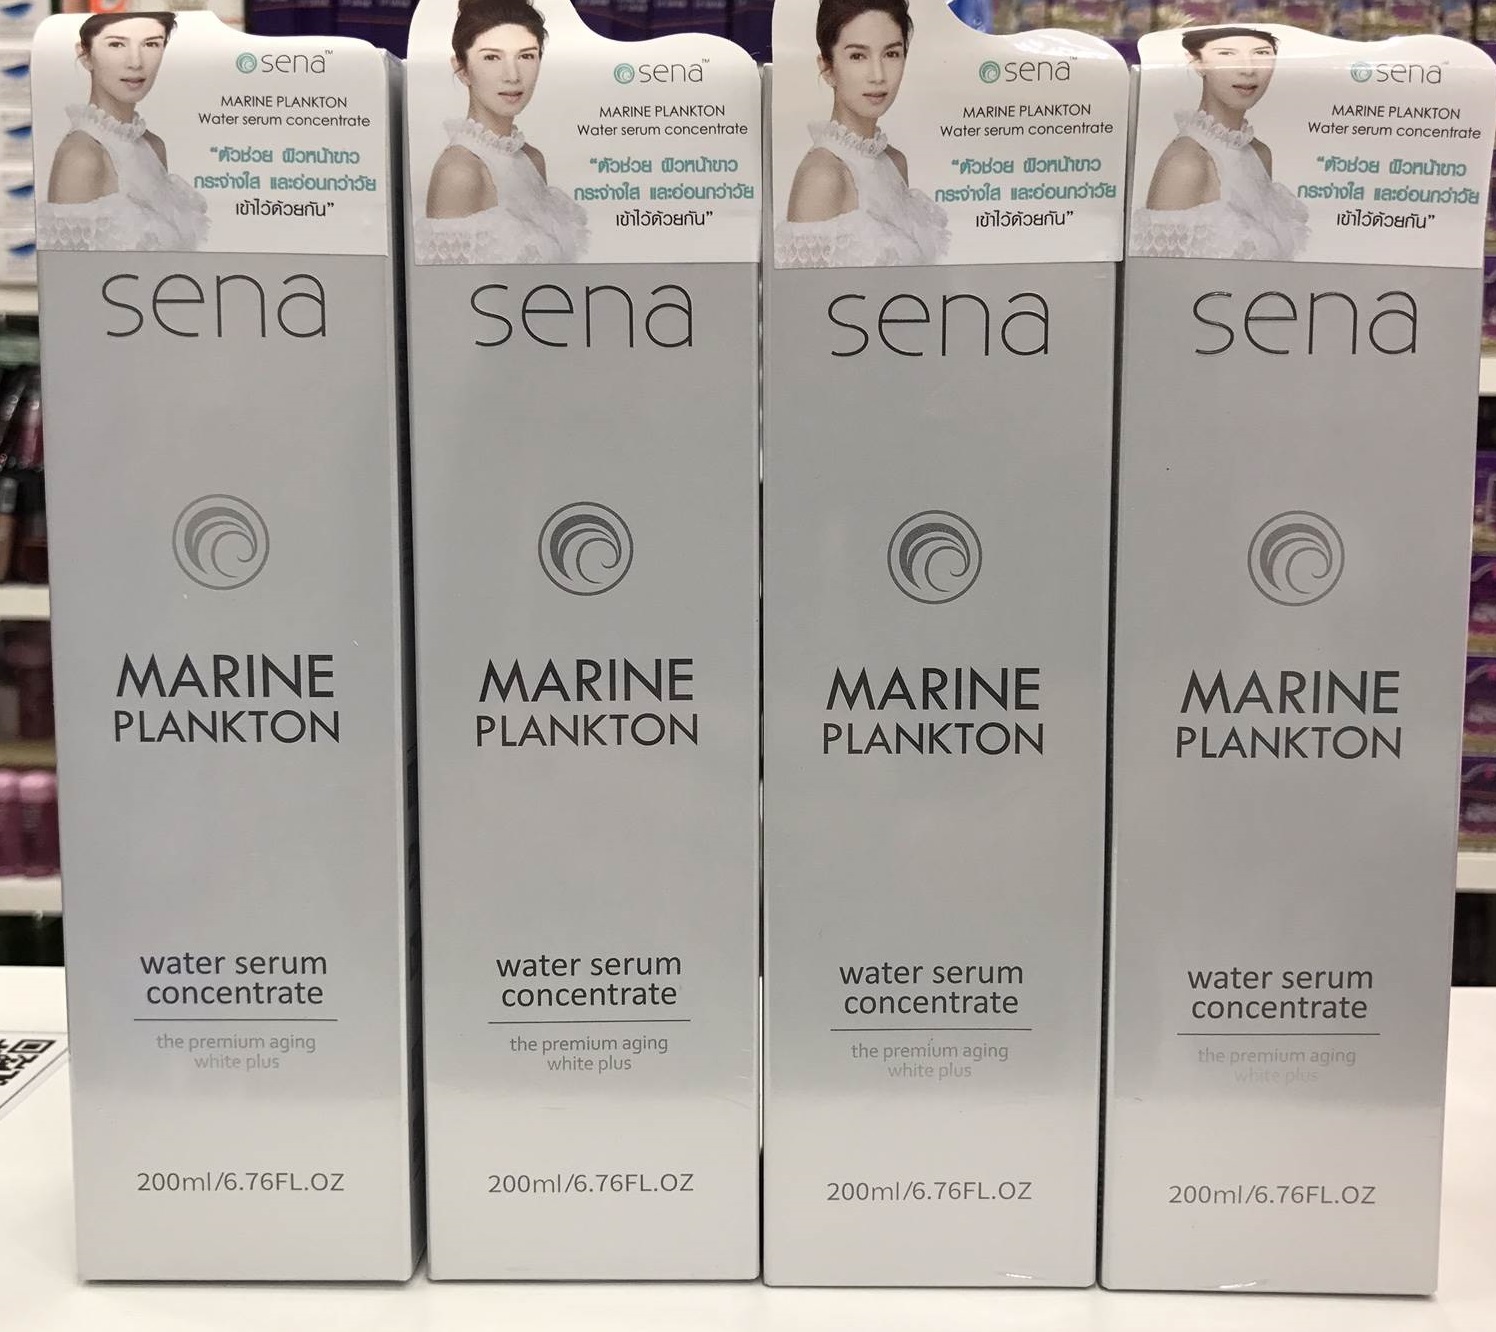 sena™
MARINE PLANKTON
Water serum concentrate
“ตัวช่วย ผิวหน้าขาว
กระจ่างใส และอ่อนกว่าวัย
เข้าไว้ด้วยกัน”
sena
MARINE
PLANKTON
water serum
concentrate
the premium aging
white plus
200ml/6.76FL.OZ
sena™
MARINE PLANKTON
Water serum concentrate
“ตัวช่วย ผิวหน้าขาว
กระจ่างใส และอ่อนกว่าวัย
เข้าไว้ด้วยกัน”
sena
MARINE
PLANKTON
water serum
concentrate
the premium aging
white plus
200ml/6.76FL.OZ
sena™
MARINE PLANKTON
Water serum concentrate
“ตัวช่วย ผิวหน้าขาว
กระจ่างใส และอ่อนกว่าวัย
เข้าไว้ด้วยกัน”
sena
MARINE
PLANKTON
water serum
concentrate
the premium aging
white plus
200ml/6.76FL.OZ
sena™
MARINE PLANKTON
Water serum concentrate
“ตัวช่วย ผิวหน้าขาว
กระจ่างใส และอ่อนกว่าวัย
เข้าไว้ด้วยกัน”
sena
MARINE
PLANKTON
water serum
concentrate
the premium aging
white plus
200ml/6.76FL.OZ